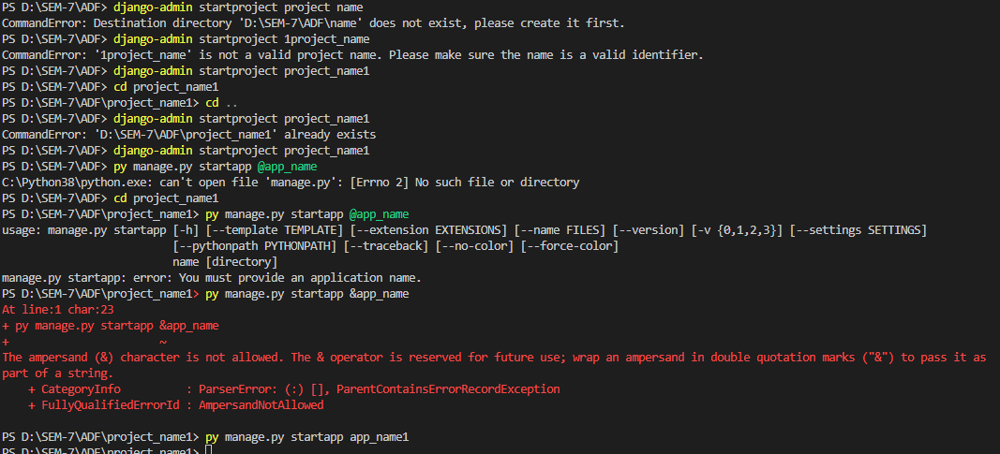 PS D:\SEM-7\ADF> django-admin startproject project name
CommandError: Destination directory 'D:\SEM-7\ADF\name' does not exist, please create it first.
PS D:\SEM-7\ADF> django-admin startproject 1project_name
CommandError: '1project_name' is not a valid project name. Please make sure the name is a valid identifier.
PS D:\SEM-7\ADF> django-admin startproject project_name1
PS D:\SEM-7\ADF> cd project_name1
PS D:\SEM-7\ADF\project_name1> cd ..
PS D:\SEM-7\ADF> django-admin startproject project_name1
CommandError: 'D:\SEM-7\ADF\project_name1' already exists
PS D:\SEM-7\ADF> django-admin startproject project_name1
PS D:\SEM-7\ADF> py manage.py startapp @app_name
C:\Python38\python.exe: can't open file 'manage.py': [Errno 2] No such file or directory
PS D:\SEM-7\ADF> cd project_name1
PS D:\SEM-7\ADF\project_name1> py manage.py startapp @app_name
usage: manage.py startapp [-h] [--template TEMPLATE] [--extension EXTENSIONS] [--name FILES] [--version] [-v {0,1,2,3}] [--settings SETTINGS]
[--pythonpath PYTHONPATH] [--traceback] [--no-color] [--force-color]
name [directory]
manage.py startapp: error: You must provide an application name.
PS D:\SEM-7\ADF\project_name1> py manage.py startapp &app_name
At line:1 char:23
+ py manage.py startapp &app_name
+                       ~
The ampersand (&) character is not allowed. The & operator is reserved for future use; wrap an ampersand in double quotation marks ("&") to pass it as
part of a string.
+ CategoryInfo          : ParserError: (:) [], ParentContainsErrorRecordException
+ FullyQualifiedErrorId : AmpersandNotAllowed
PS D:\SEM-7\ADF\project_name1> py manage.py startapp app_name1
PS D:\SEM-7\ADF\project_name1>